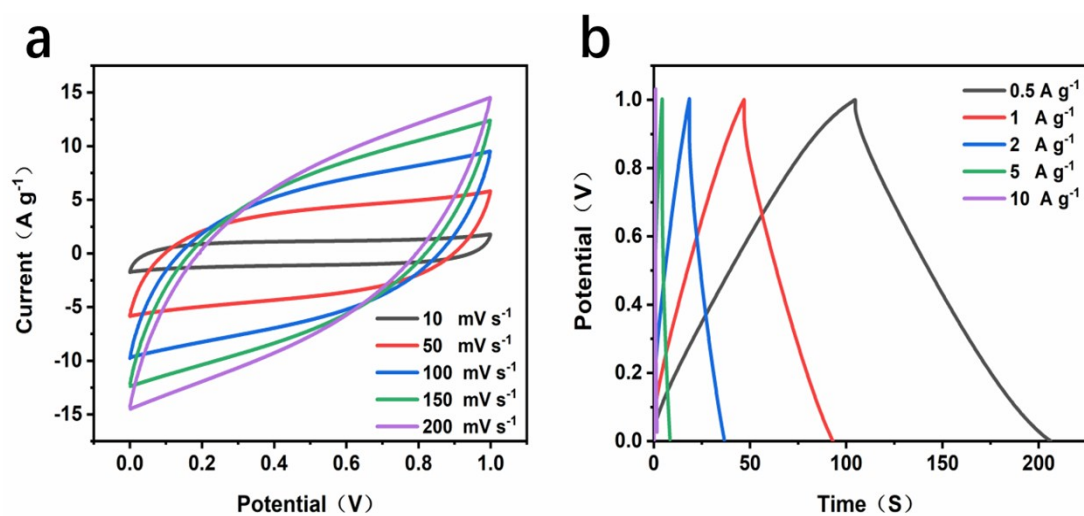 a
15
10
5
0
-5
-10
-15
Current（A g⁻¹）
10 mV s⁻¹
50 mV s⁻¹
100 mV s⁻¹
150 mV s⁻¹
200 mV s⁻¹
0.0 0.2 0.4 0.6 0.8 1.0
Potential（V）
b
1.0
0.8
0.6
0.4
0.2
0.0
Potential（V）
0.5 A g⁻¹
1 A g⁻¹
2 A g⁻¹
5 A g⁻¹
10 A g⁻¹
0 50 100 150 200
Time（S）